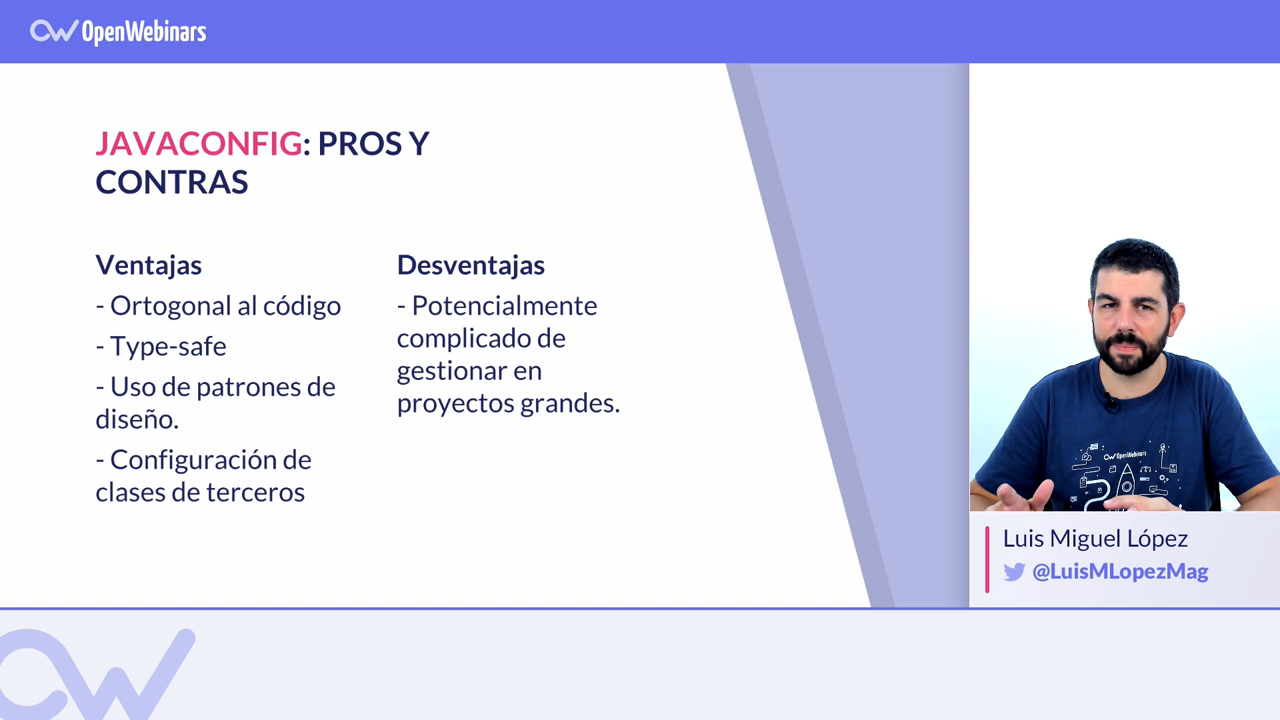 OpenWebinars
JAVACONFIG: PROS Y
CONTRAS
Ventajas
- Ortogonal al código
- Type-safe
- Uso de patrones de
diseño.
- Configuración de
clases de terceros
Desventajas
- Potencialmente
complicado de
gestionar en
proyectos grandes.
OpenWebinars
Luis Miguel López
@LuisMLopezMag